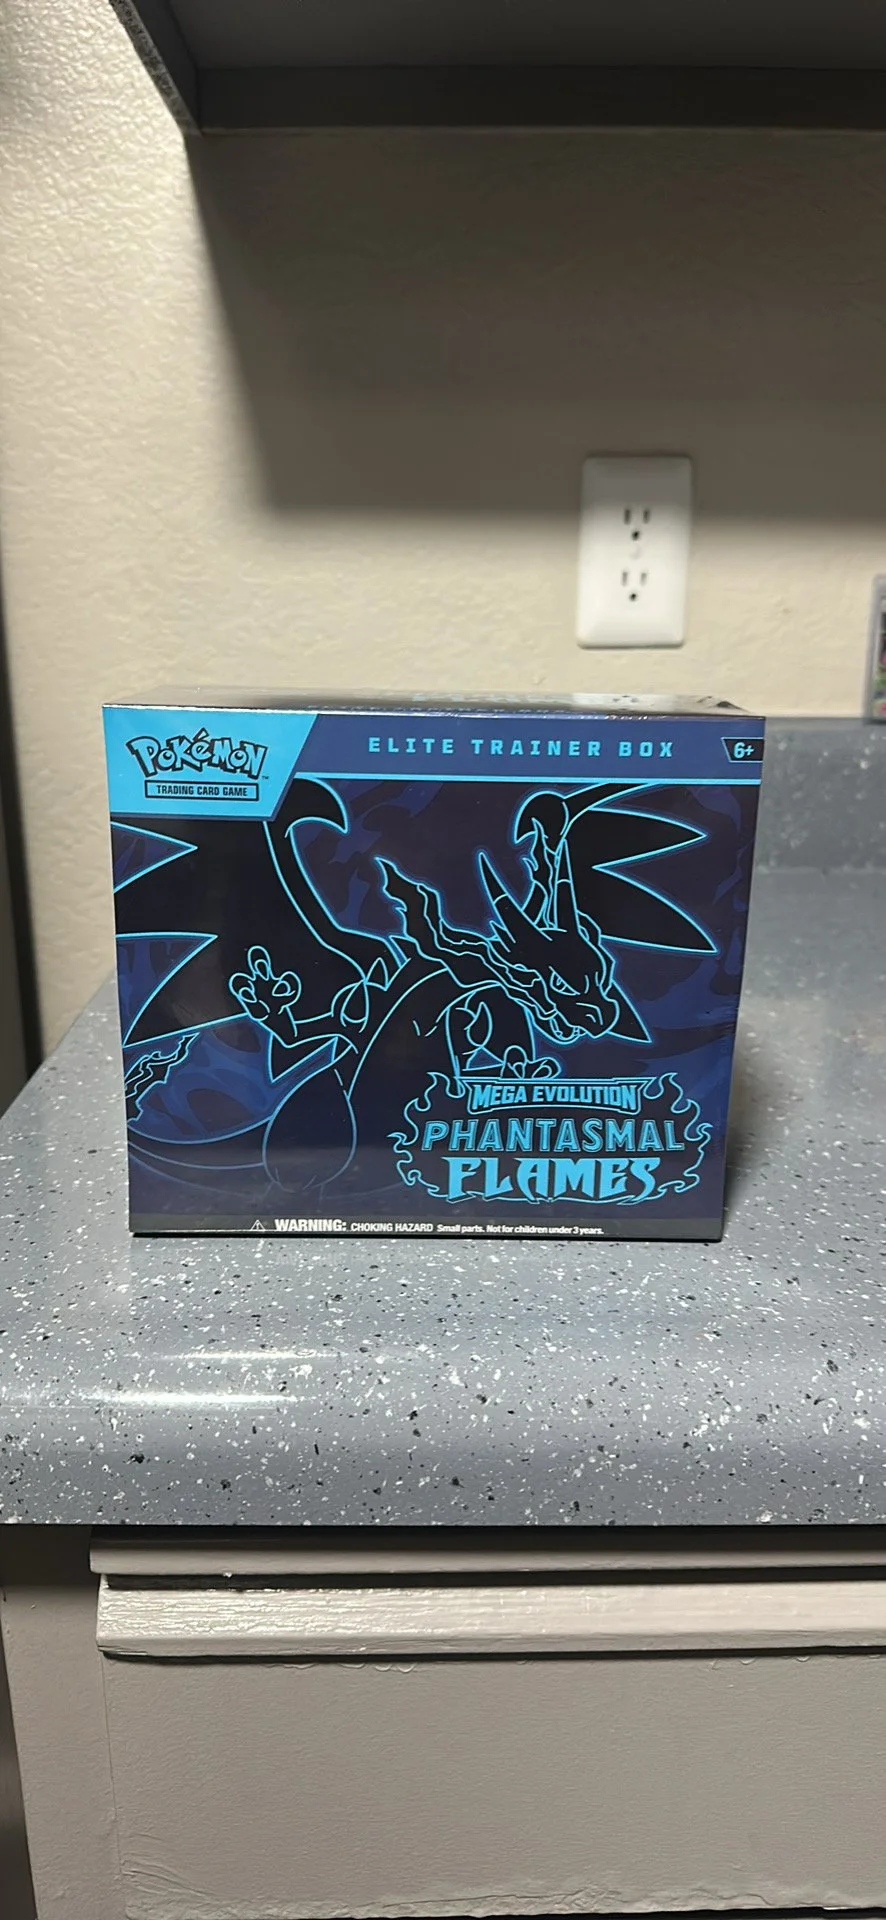 POKéMON
TRADING CARD GAME
ELITE TRAINER BOX
6+
MEGA EVOLUTION
PHANTASMAL
FLAMES
WARNING: CHOKING HAZARD Small parts. Not for children under 3 years.